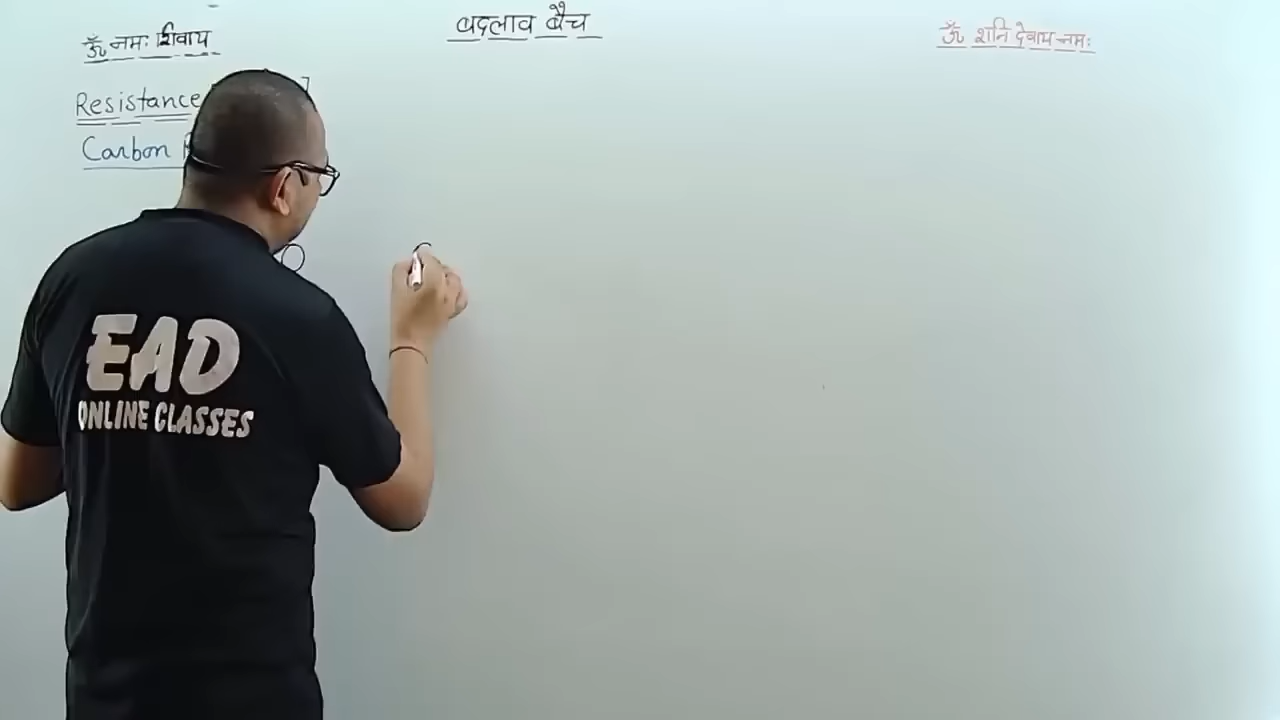 ॐ नमः शिवाय
बदलाव बैच
ॐ शनि देवाय नमः
Resistance
Carbon
EAD
ONLINE CLASSES